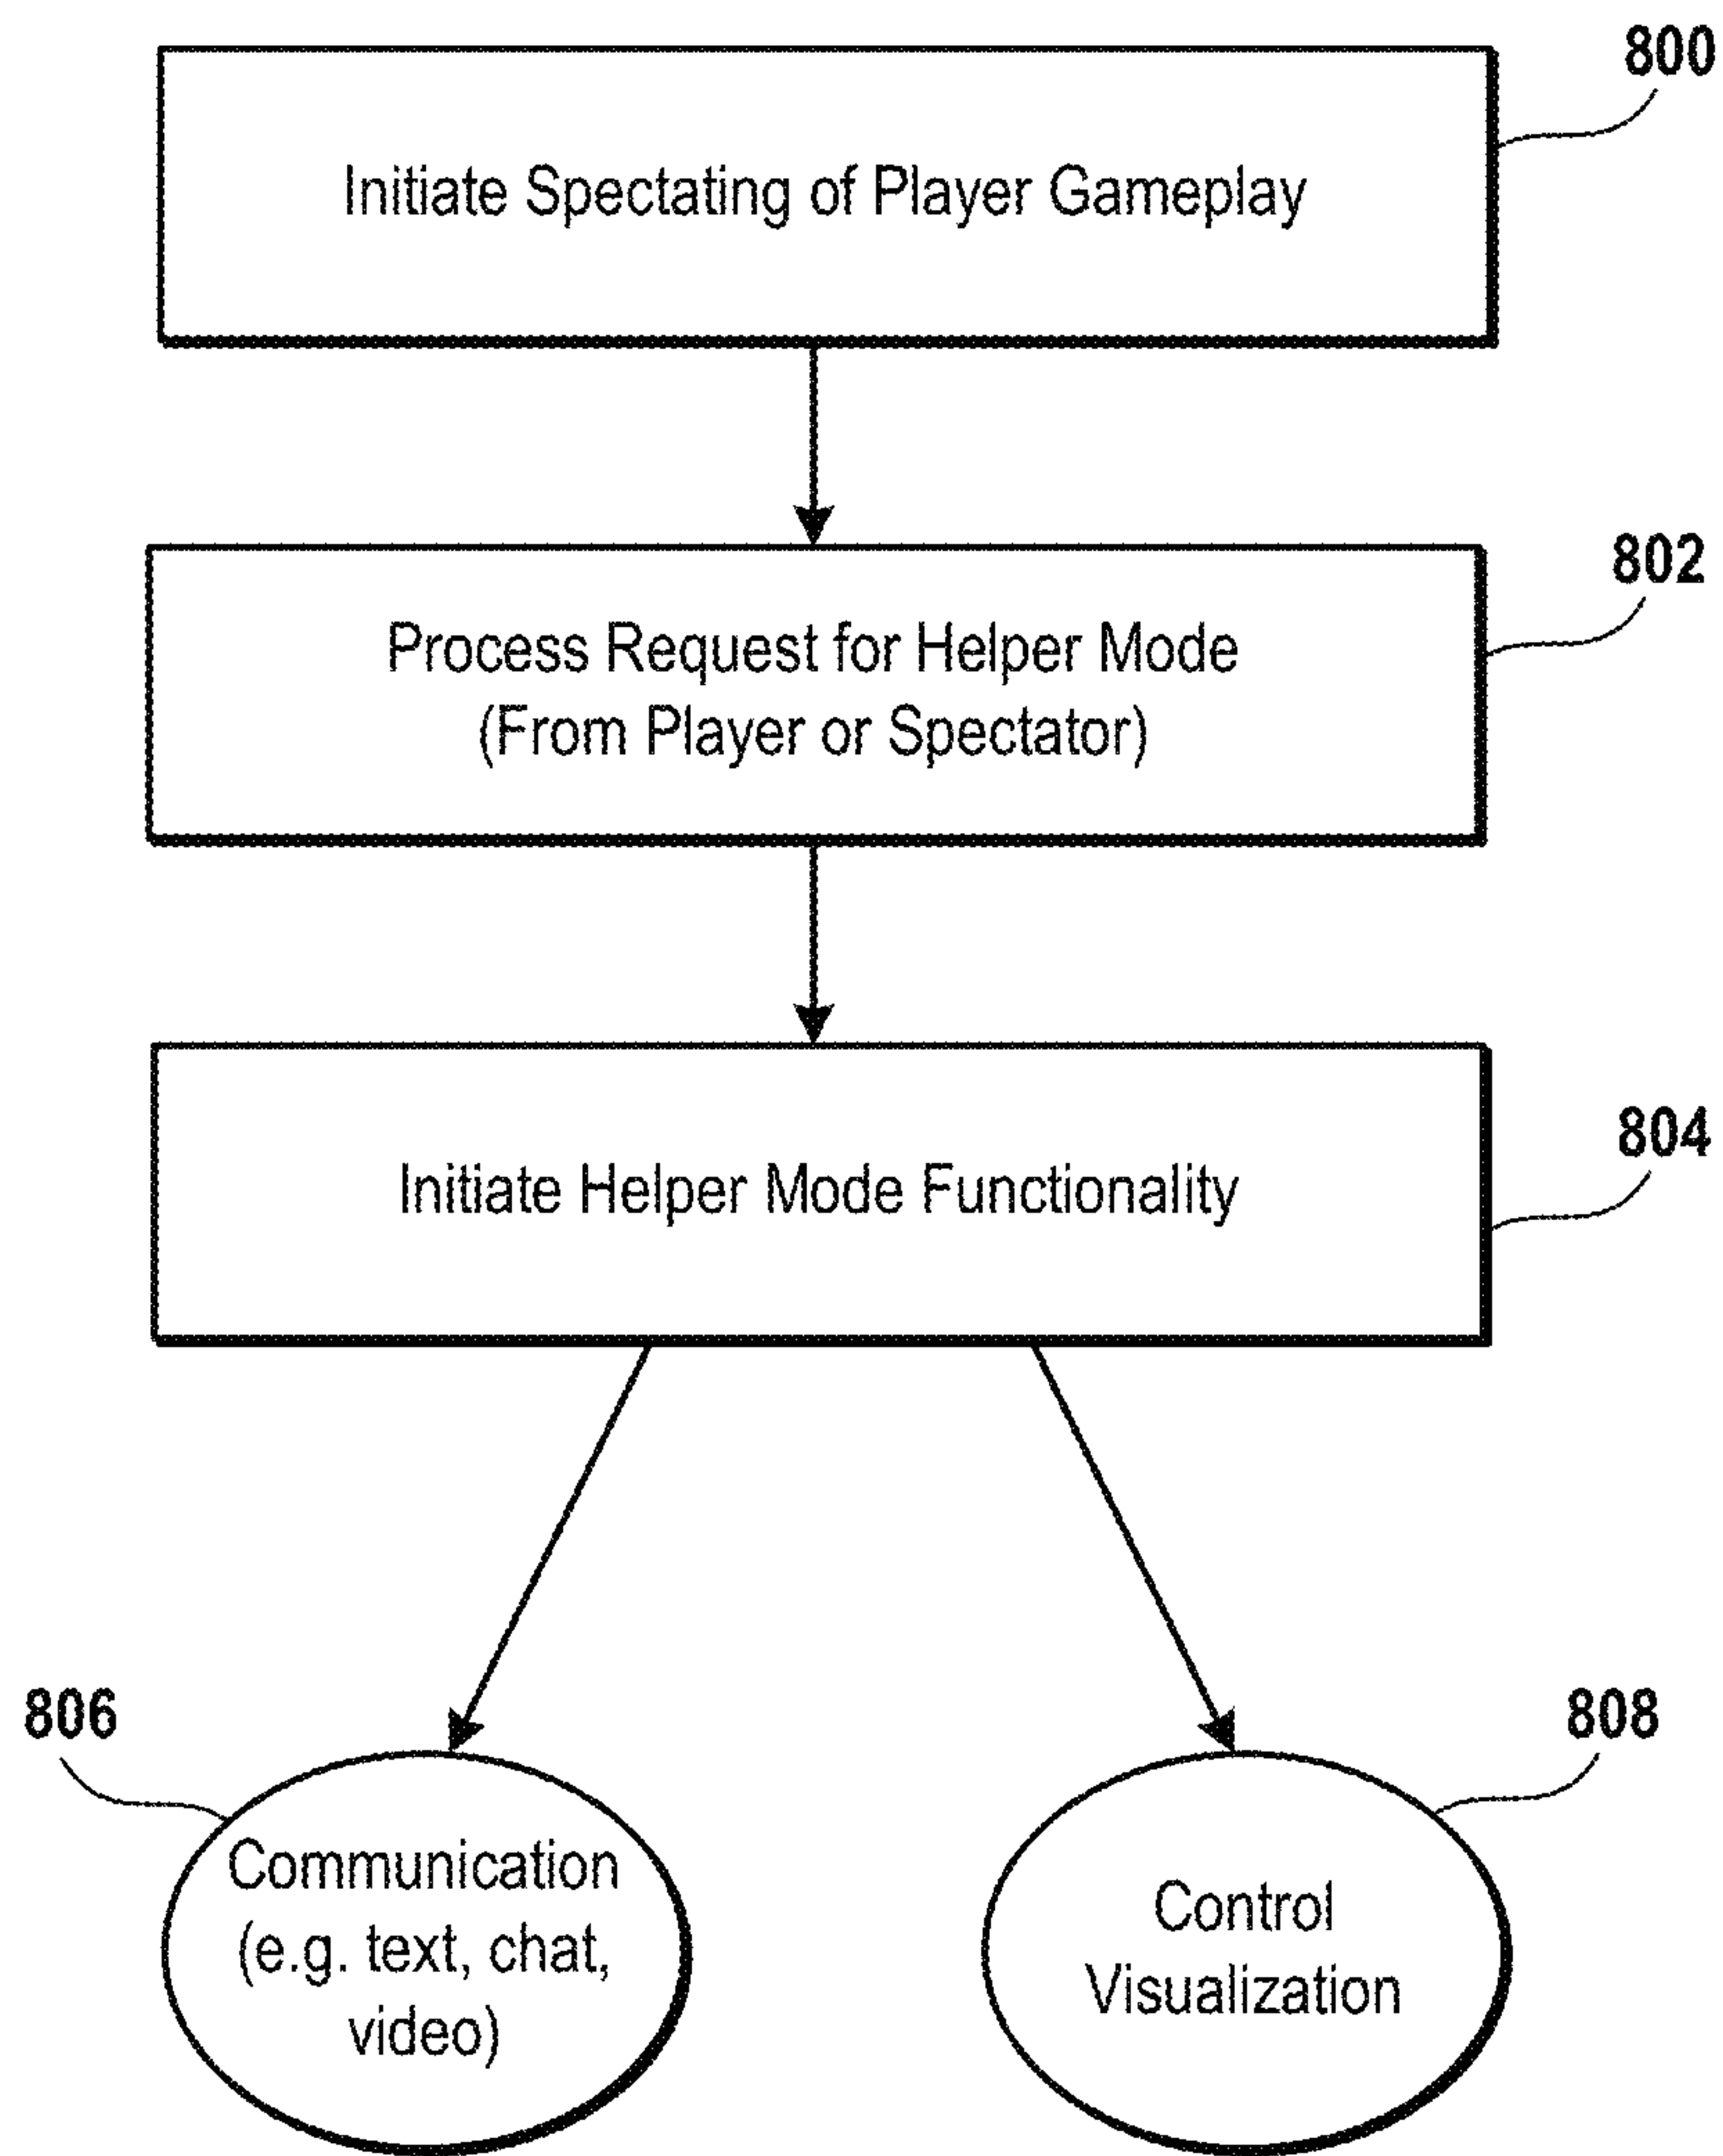 800
Initiate Spectating of Player Gameplay
802
Process Request for Helper Mode
(From Player or Spectator)
804
Initiate Helper Mode Functionality
806
808
Communication
(e.g. text, chat,
video)
Control
Visualization